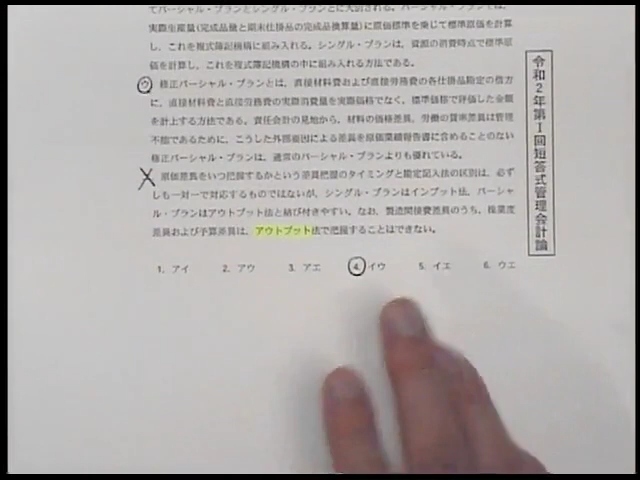 てパーシャル・プランとシングル・プランとに大別される。パーシャル・プランでは、
実際生産量(完成品量と期末仕掛品の完成品換算量)に原価標準を乗じて標準原価を計算
し、これを複式簿記機構に組み入れる。シングル・プランは、資源の消費時点で標準原
価を計算し、これを複式簿記機構の中に組み入れる方法である。
ウ 修正パーシャル・プランとは、直接材料費および直接労務費の各仕掛品勘定の借方
に、直接材料費と直接労務費の実際消費量を実際価格でなく、標準価格で評価した金額
を計上する方法である。責任会計の見地から、材料の価格差異、労働の賃率差異は管理
不能であるために、こうした外部要因による差異を原価業績報告書に含めることのない
修正パーシャル・プランは、通常のパーシャル・プランよりも優れている。
原価差異をいつ把握するかという差異把握のタイミングと勘定記入法の区別は、必ず
しも一対一で対応するものではないが、シングル・プランはインプット法、パーシャ
ル・プランはアウトプット法と結び付きやすい。なお、製造間接費差異のうち、操業度
差異および予算差異は、アウトプット法で把握することはできない。
1. アイ 2. アウ 3. アエ 4. イウ 5. イエ 6. ウエ
令和2年第Ⅰ回短答式管理会計論